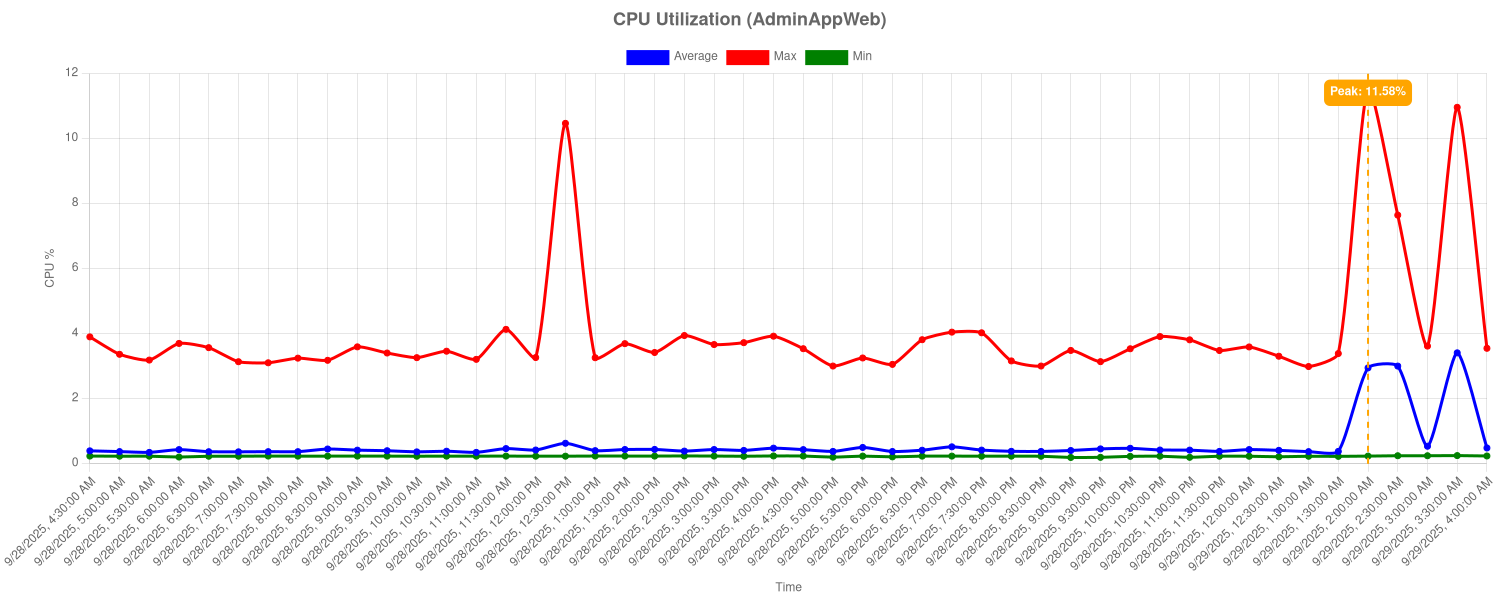 CPU Utilization (AdminAppWeb)
Average Max Min
Peak: 11.58%
12
10
8
6
4
2
0
CPU %
9/28/2025, 4:30:00 AM
9/28/2025, 5:00:00 AM
9/28/2025, 5:30:00 AM
9/28/2025, 6:00:00 AM
9/28/2025, 6:30:00 AM
9/28/2025, 7:00:00 AM
9/28/2025, 7:30:00 AM
9/28/2025, 8:00:00 AM
9/28/2025, 8:30:00 AM
9/28/2025, 9:00:00 AM
9/28/2025, 9:30:00 AM
9/28/2025, 10:00:00 AM
9/28/2025, 10:30:00 AM
9/28/2025, 11:00:00 AM
9/28/2025, 11:30:00 AM
9/28/2025, 12:00:00 PM
9/28/2025, 12:30:00 PM
9/28/2025, 1:00:00 PM
9/28/2025, 1:30:00 PM
9/28/2025, 2:00:00 PM
9/28/2025, 2:30:00 PM
9/28/2025, 3:00:00 PM
9/28/2025, 3:30:00 PM
9/28/2025, 4:00:00 PM
9/28/2025, 4:30:00 PM
9/28/2025, 5:00:00 PM
9/28/2025, 5:30:00 PM
9/28/2025, 6:00:00 PM
9/28/2025, 6:30:00 PM
9/28/2025, 7:00:00 PM
9/28/2025, 7:30:00 PM
9/28/2025, 8:00:00 PM
9/28/2025, 8:30:00 PM
9/28/2025, 9:00:00 PM
9/28/2025, 9:30:00 PM
9/28/2025, 10:00:00 PM
9/28/2025, 10:30:00 PM
9/28/2025, 11:00:00 PM
9/28/2025, 11:30:00 PM
9/29/2025, 12:00:00 AM
9/29/2025, 12:30:00 AM
9/29/2025, 1:00:00 AM
9/29/2025, 1:30:00 AM
9/29/2025, 2:00:00 AM
9/29/2025, 2:30:00 AM
9/29/2025, 3:00:00 AM
9/29/2025, 3:30:00 AM
9/29/2025, 4:00:00 AM
Time